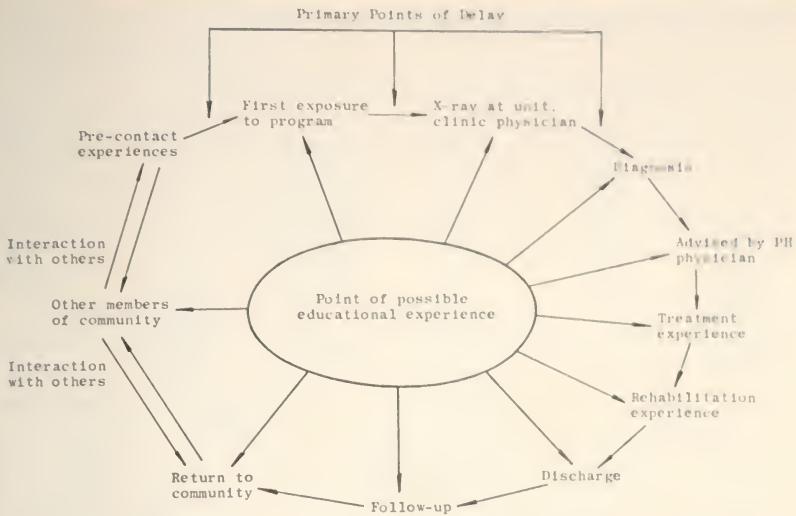 Primary Points of Delay
First exposure
to program
X-ray at unit.
clinic physician
Pre-contact
experiences
Diagnosis
Interaction
with others
Advised by PH
physician
Point of possible
educational experience
Other members
of community
Treatment
experience
Interaction
with others
Rehabilitation
experience
Return to
community
Discharge
Follow-up